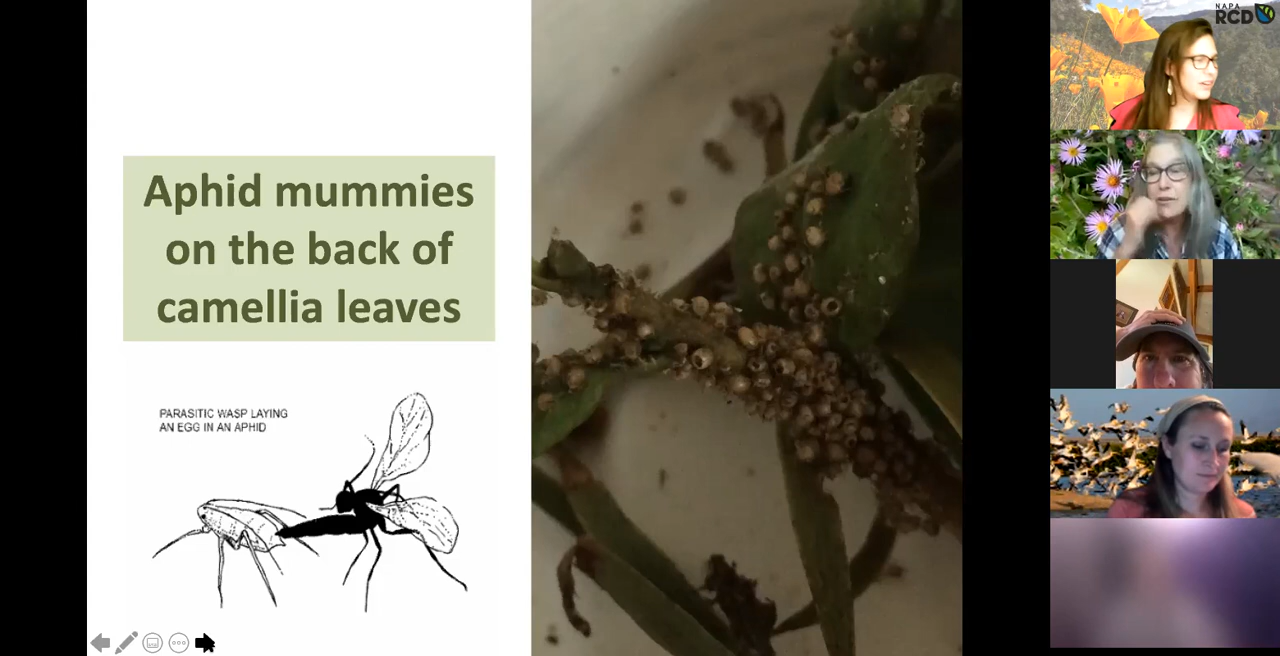 Aphid mummies
on the back of
camellia leaves
PARASITIC WASP LAYING
AN EGG IN AN APHID
NAPA
RCD